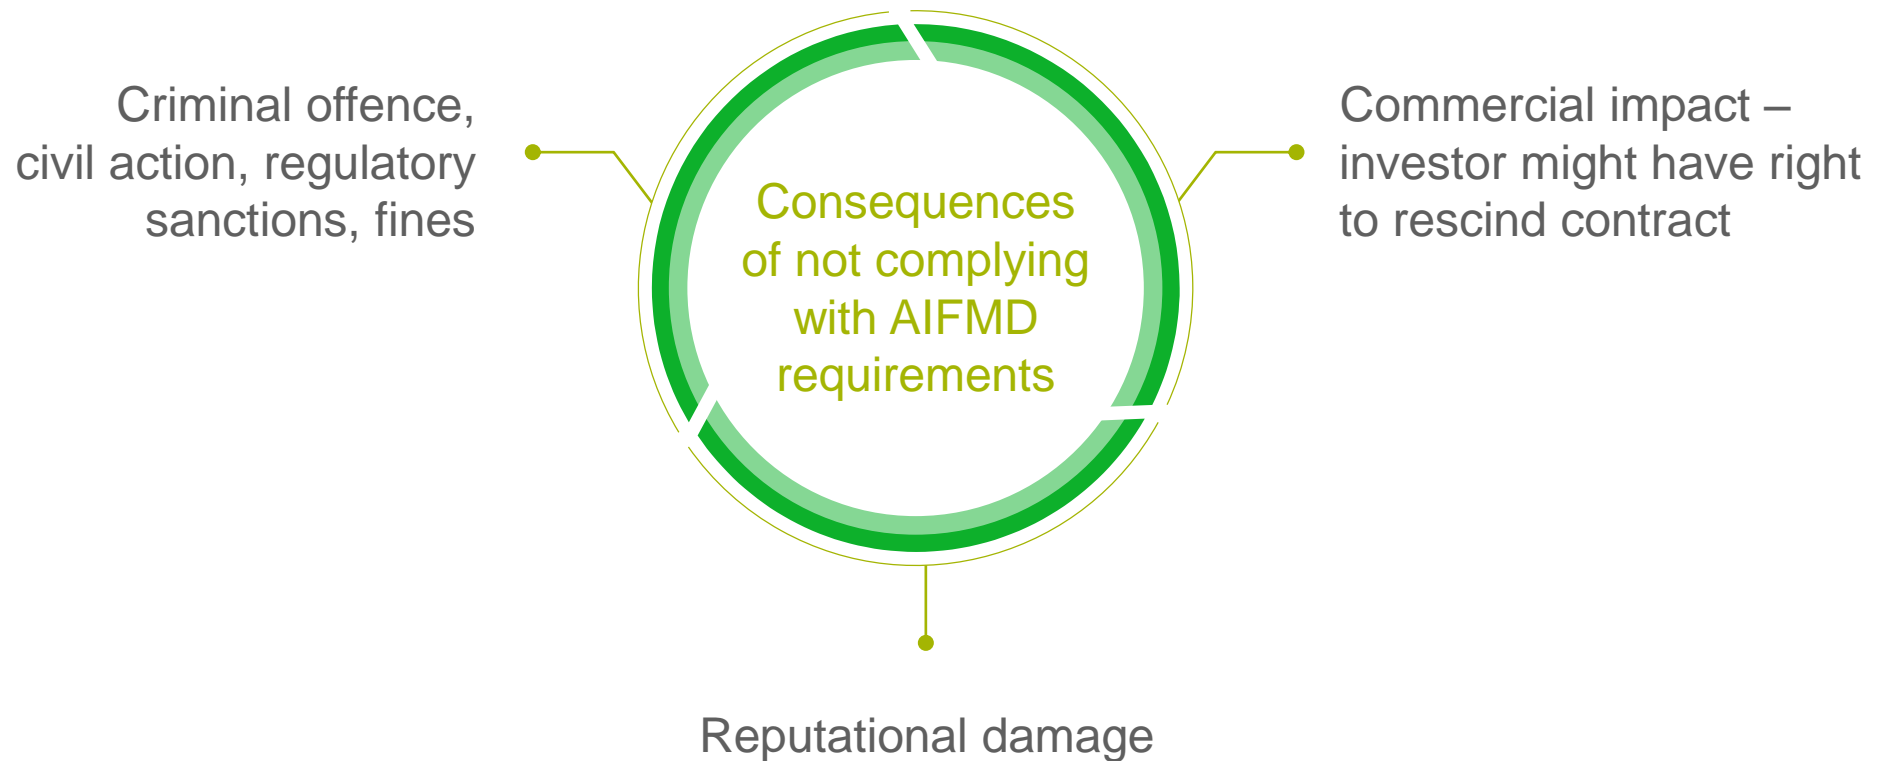 Criminal offence,
civil action, regulatory
sanctions, fines
Consequences
of not complying
with AIFMD
requirements
Commercial impact –
investor might have right
to rescind contract
Reputational damage